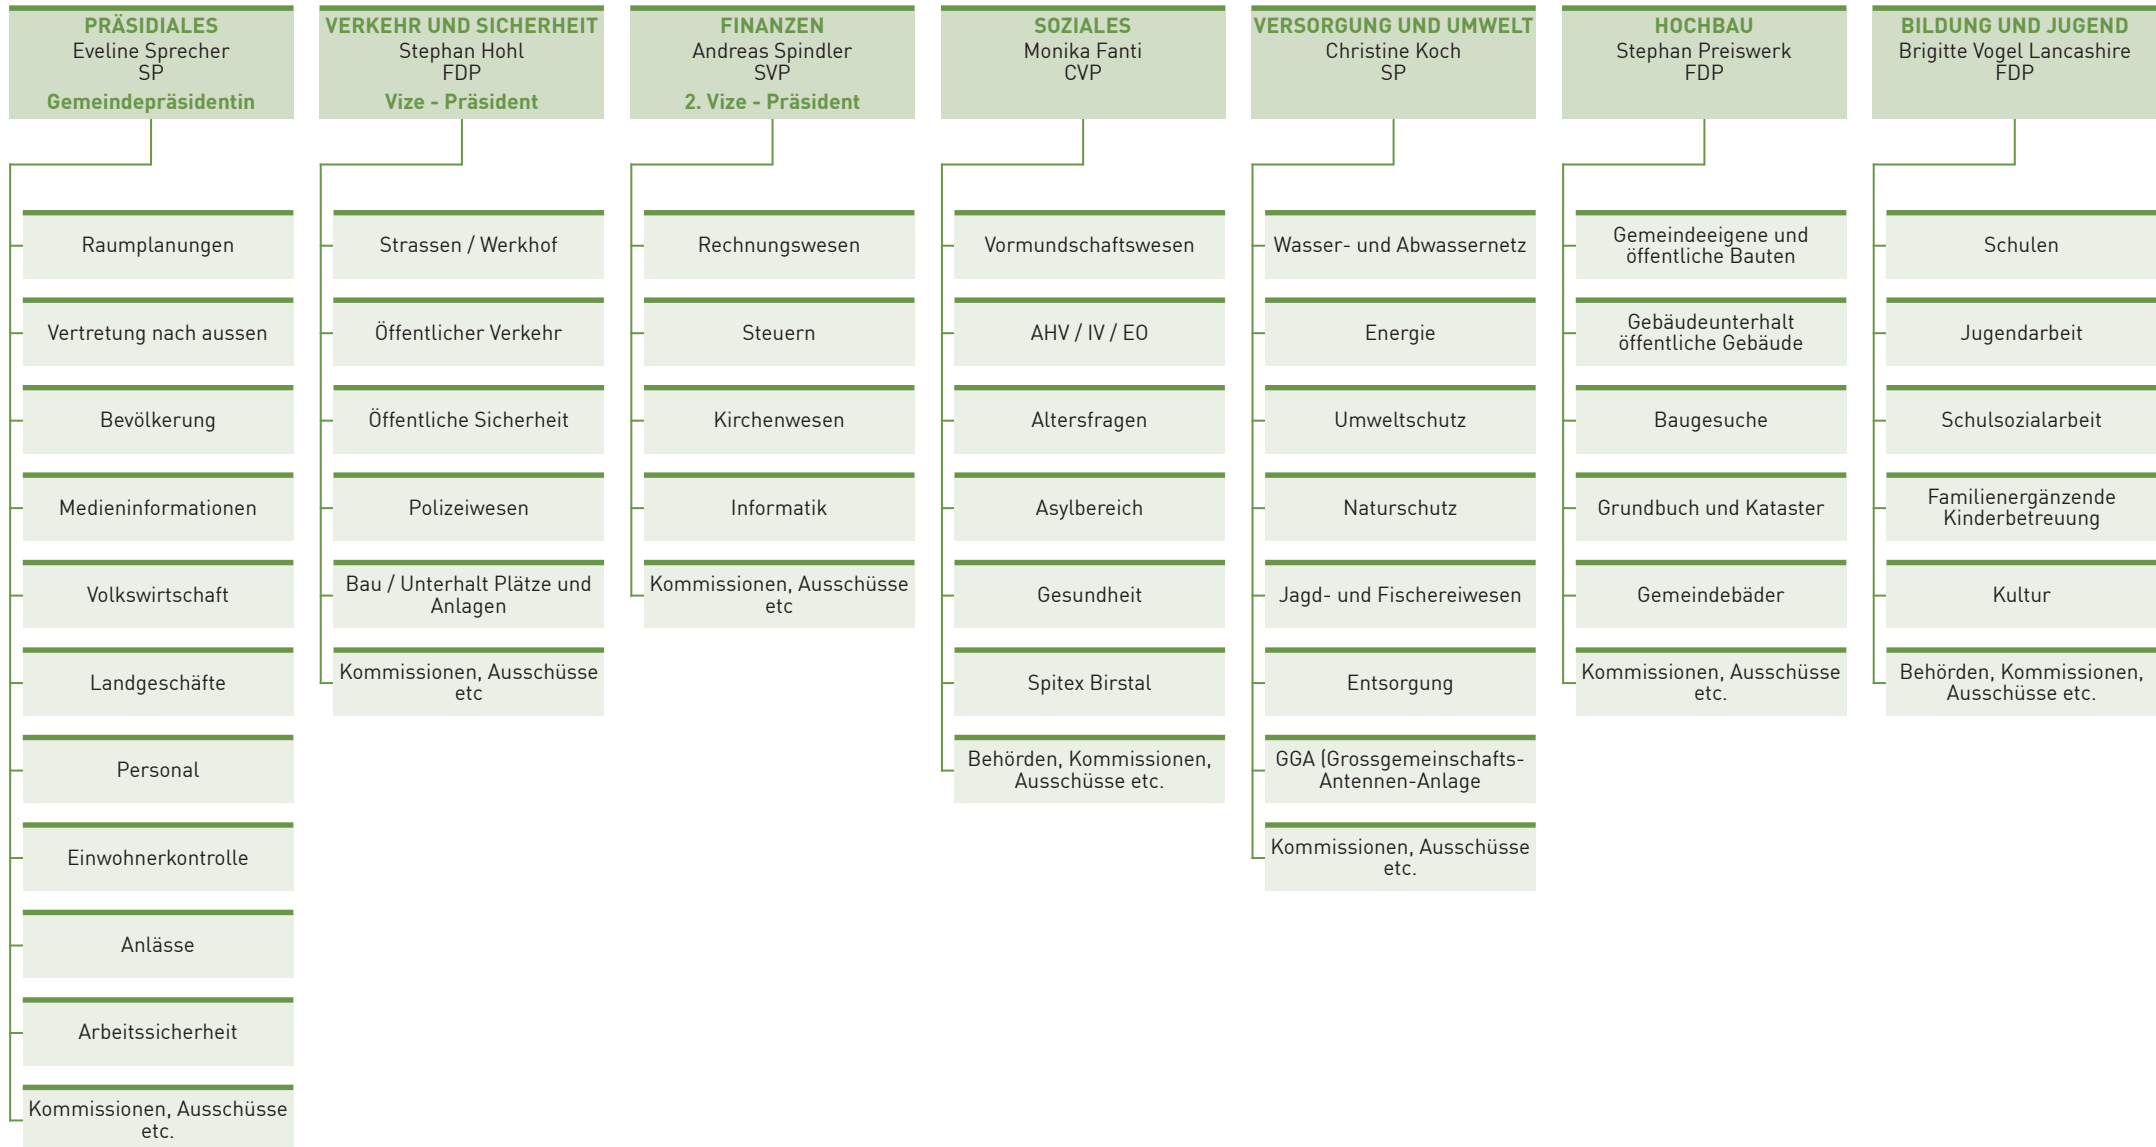 PRÄSIDIALES
Eveline Sprecher
SP
Gemeindepräsidentin
Raumplanungen
Vertretung nach aussen
Bevölkerung
Medieninformationen
Volkswirtschaft
Landgeschäfte
Personal
Einwohnerkontrolle
Anlässe
Arbeitssicherheit
Kommissionen, Ausschüsse
etc.
VERKEHR UND SICHERHEIT
Stephan Hohl
FDP
Vize - Präsident
Strassen / Werkhof
Öffentlicher Verkehr
Öffentliche Sicherheit
Polizeiwesen
Bau / Unterhalt Plätze und
Anlagen
Kommissionen, Ausschüsse
etc
FINANZEN
Andreas Spindler
SVP
2. Vize - Präsident
Rechnungswesen
Steuern
Kirchenwesen
Informatik
Kommissionen, Ausschüsse
etc
SOZIALES
Monika Fanti
CVP
Vormundschaftswesen
AHV / IV / EO
Altersfragen
Asylbereich
Gesundheit
Spitex Birstal
Behörden, Kommissionen,
Ausschüsse etc.
VERSORGUNG UND UMWELT
Christine Koch
SP
Wasser- und Abwassernetz
Energie
Umweltschutz
Naturschutz
Jagd- und Fischereiwesen
Entsorgung
GGA (Grossgemeinschafts-
Antennen-Anlage
Kommissionen, Ausschüsse
etc.
HOCHBAU
Stephan Preiswerk
FDP
Gemeindeeigene und
öffentliche Bauten
Gebäudeunterhalt
öffentliche Gebäude
Baugesuche
Grundbuch und Kataster
Gemeindebäder
Kommissionen, Ausschüsse
etc.
BILDUNG UND JUGEND
Brigitte Vogel Lancashire
FDP
Schulen
Jugendarbeit
Schulsozialarbeit
Familienergänzende
Kinderbetreuung
Kultur
Behörden, Kommissionen,
Ausschüsse etc.